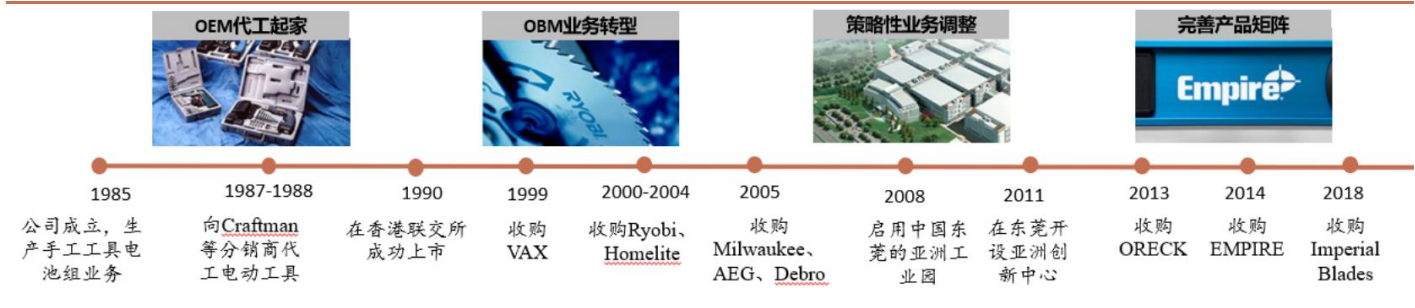 OEM代工起家
OBM业务转型
策略性业务调整
完善产品矩阵
RYOBI
Empire
1985
1987-1988
1990
1999
2000-2004
2005
2008
2011
2013
2014
2018
公司成立，生
产手工工具电
池组业务
向Craftman
等分销商代
工电动工具
在香港联交所
成功上市
收购
VAX
收购Ryobi、
Homelite
收购
Milwaukee、
AEG、Debro
启用中国东
莞的亚洲工
业园
在东莞开
设亚洲创
新中心
收购
ORECK
收购
EMPIRE
收购
Imperial
Blades